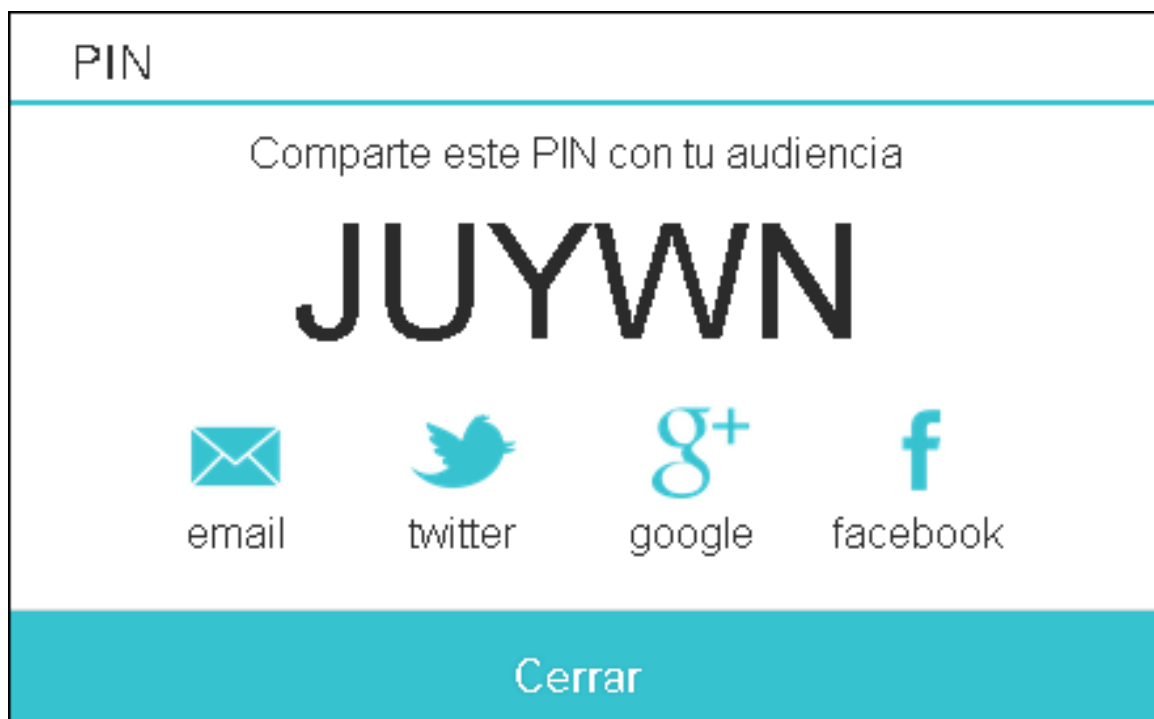 PIN
Comparte este PIN con tu audiencia
JUYWN
g+ f
email twitter google facebook
Cerrar